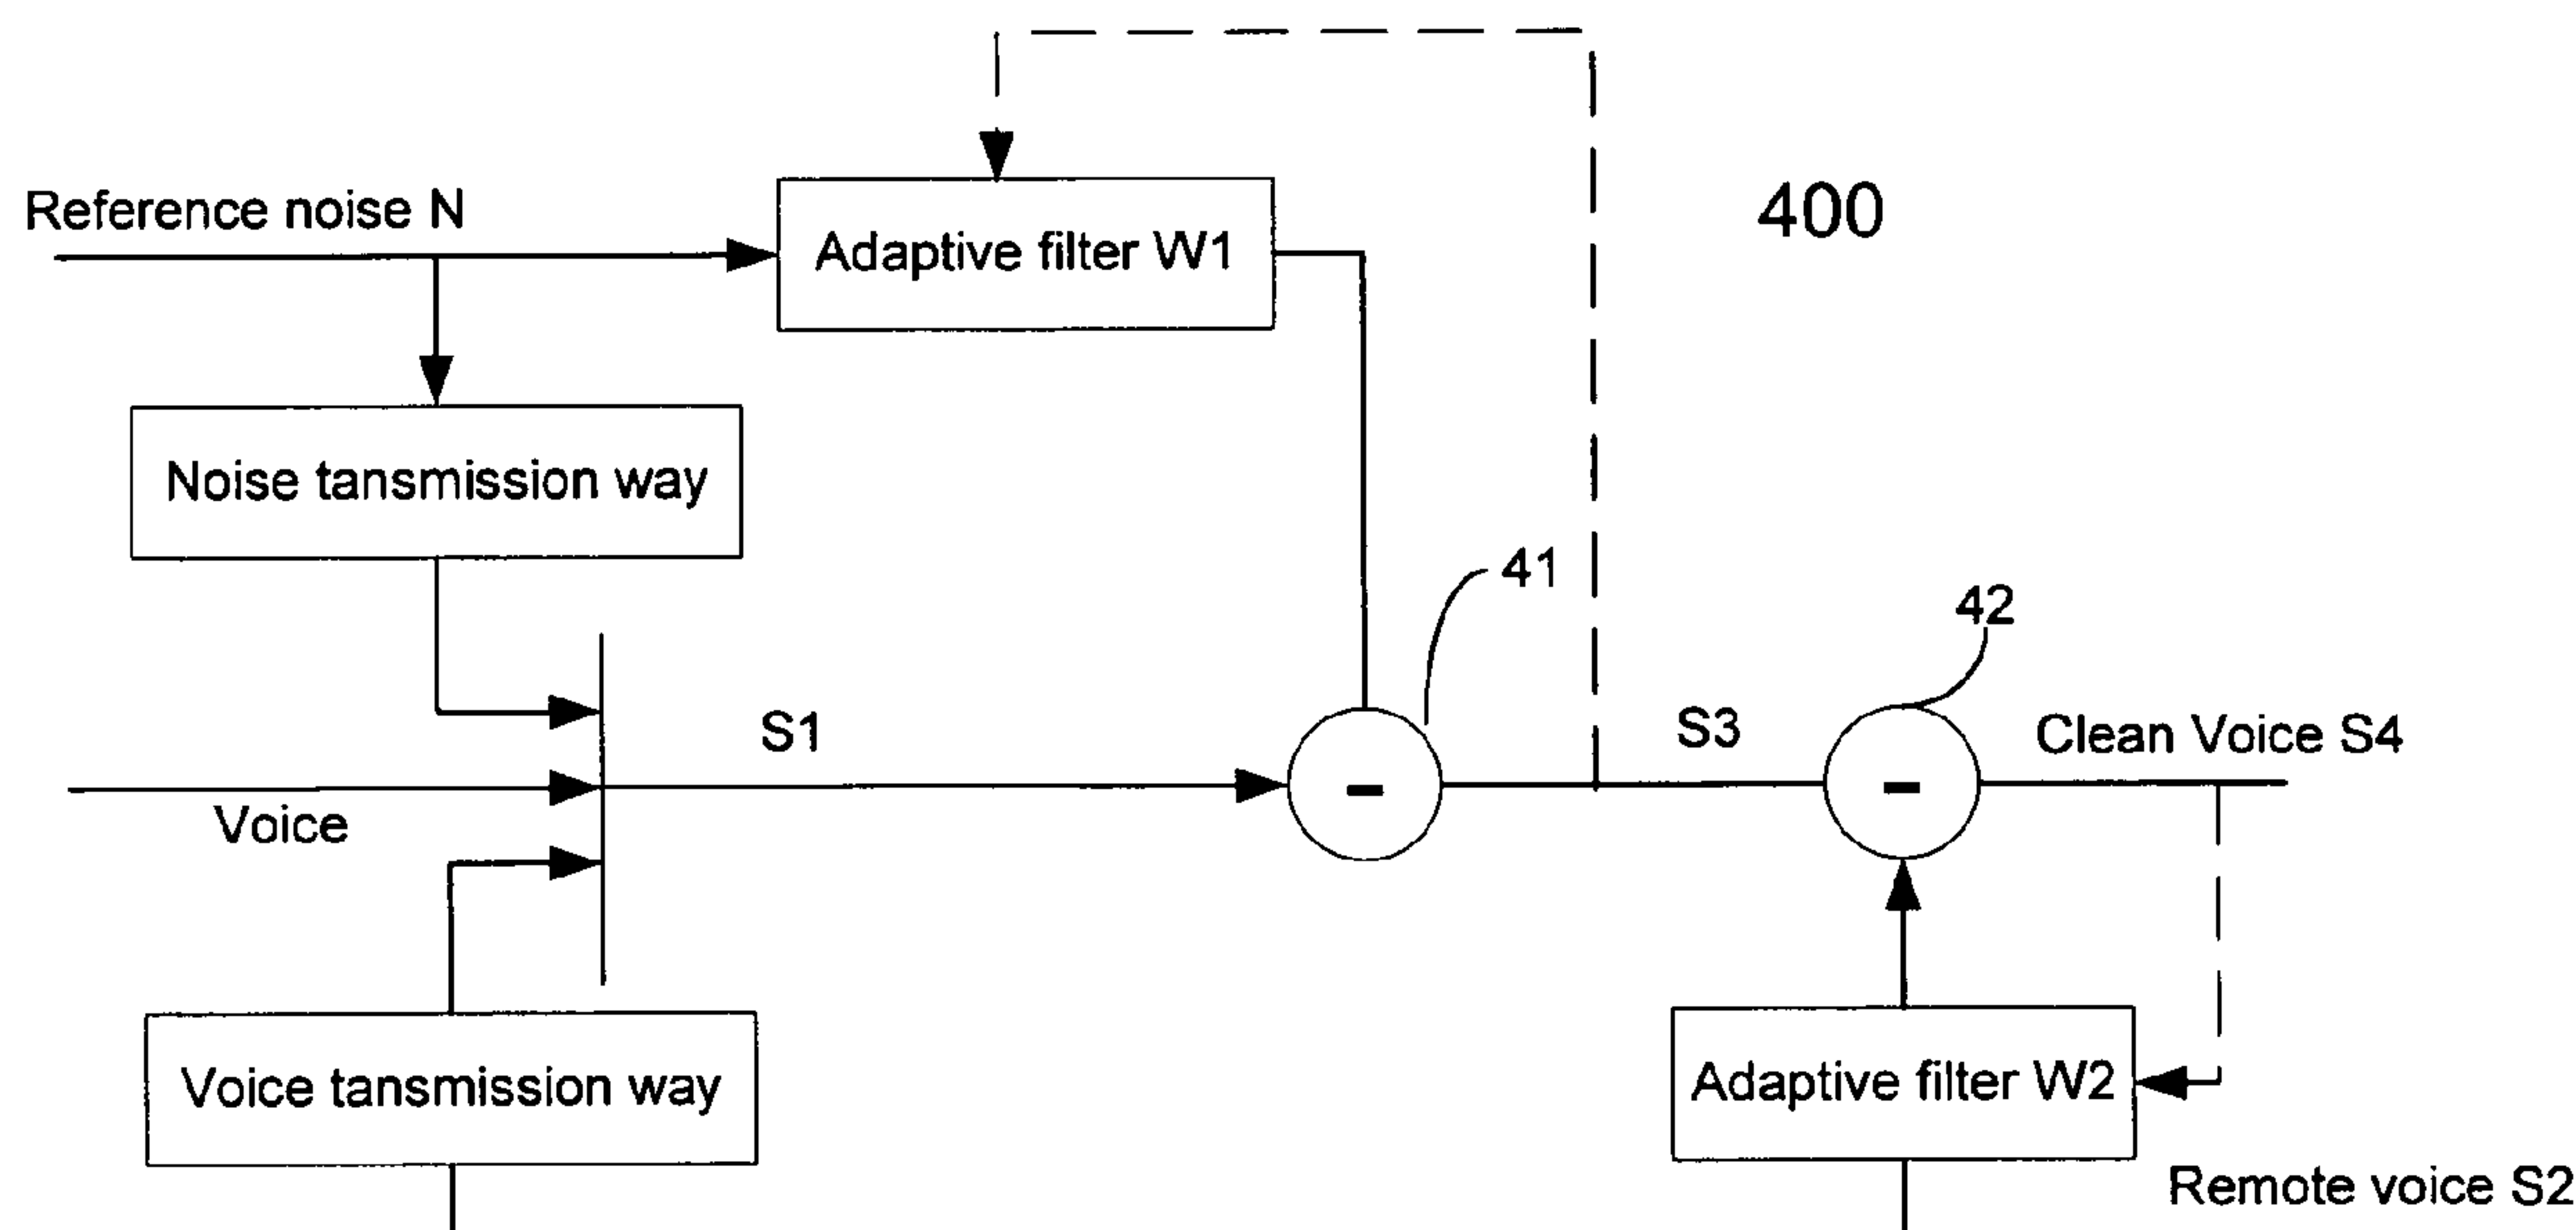 Reference noise N
Adaptive filter W1
400
Noise tansmission way
41
42
S1
S3
Clean Voice S4
Voice
Voice tansmission way
Adaptive filter W2
Remote voice S2